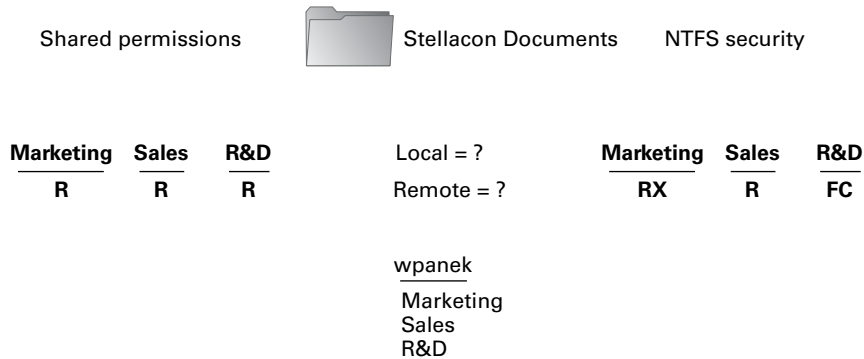 Shared permissions Stellacon Documents NTFS security
Marketing Sales R&D Local = ? Marketing Sales R&D
R R R Remote = ? RX R FC
wpanek
Marketing
Sales
R&D